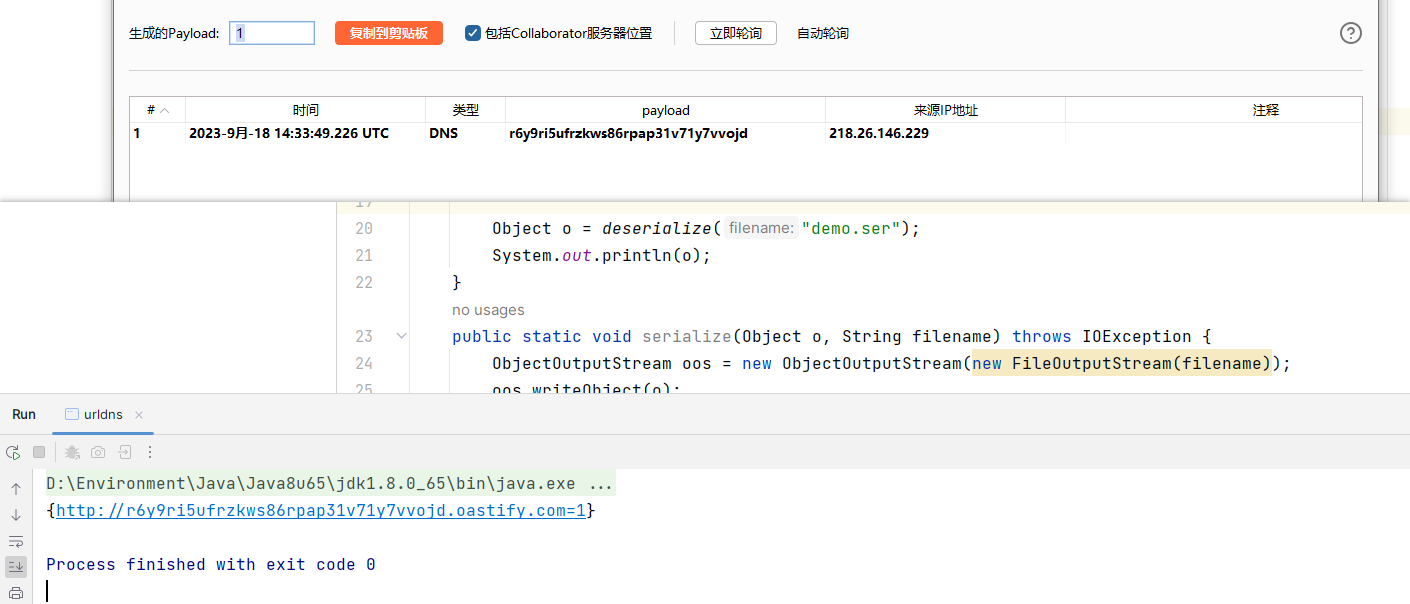 生成的Payload: 1 复制到剪贴板 包括Collaborator服务器位置 立即轮询 自动轮询 ?
# 时间 类型 payload 来源IP地址 注释
1 2023-9月-18 14:33:49.226 UTC DNS r6y9ri5ufrzkws86rpap31v71y7vvojd 218.26.146.229
19
20 Object o = deserialize( filename: "demo.ser");
21 System.out.println(o);
22 }
no usages
23 public static void serialize(Object o, String filename) throws IOException {
24 ObjectOutputStream oos = new ObjectOutputStream(new FileOutputStream(filename));
25 oos.writeObject(o);
Run urldns
D:\Environment\Java\Java8u65\jdk1.8.0_65\bin\java.exe ...
{http://r6y9ri5ufrzkws86rpap31v71y7vvojd.oastify.com=1}
Process finished with exit code 0